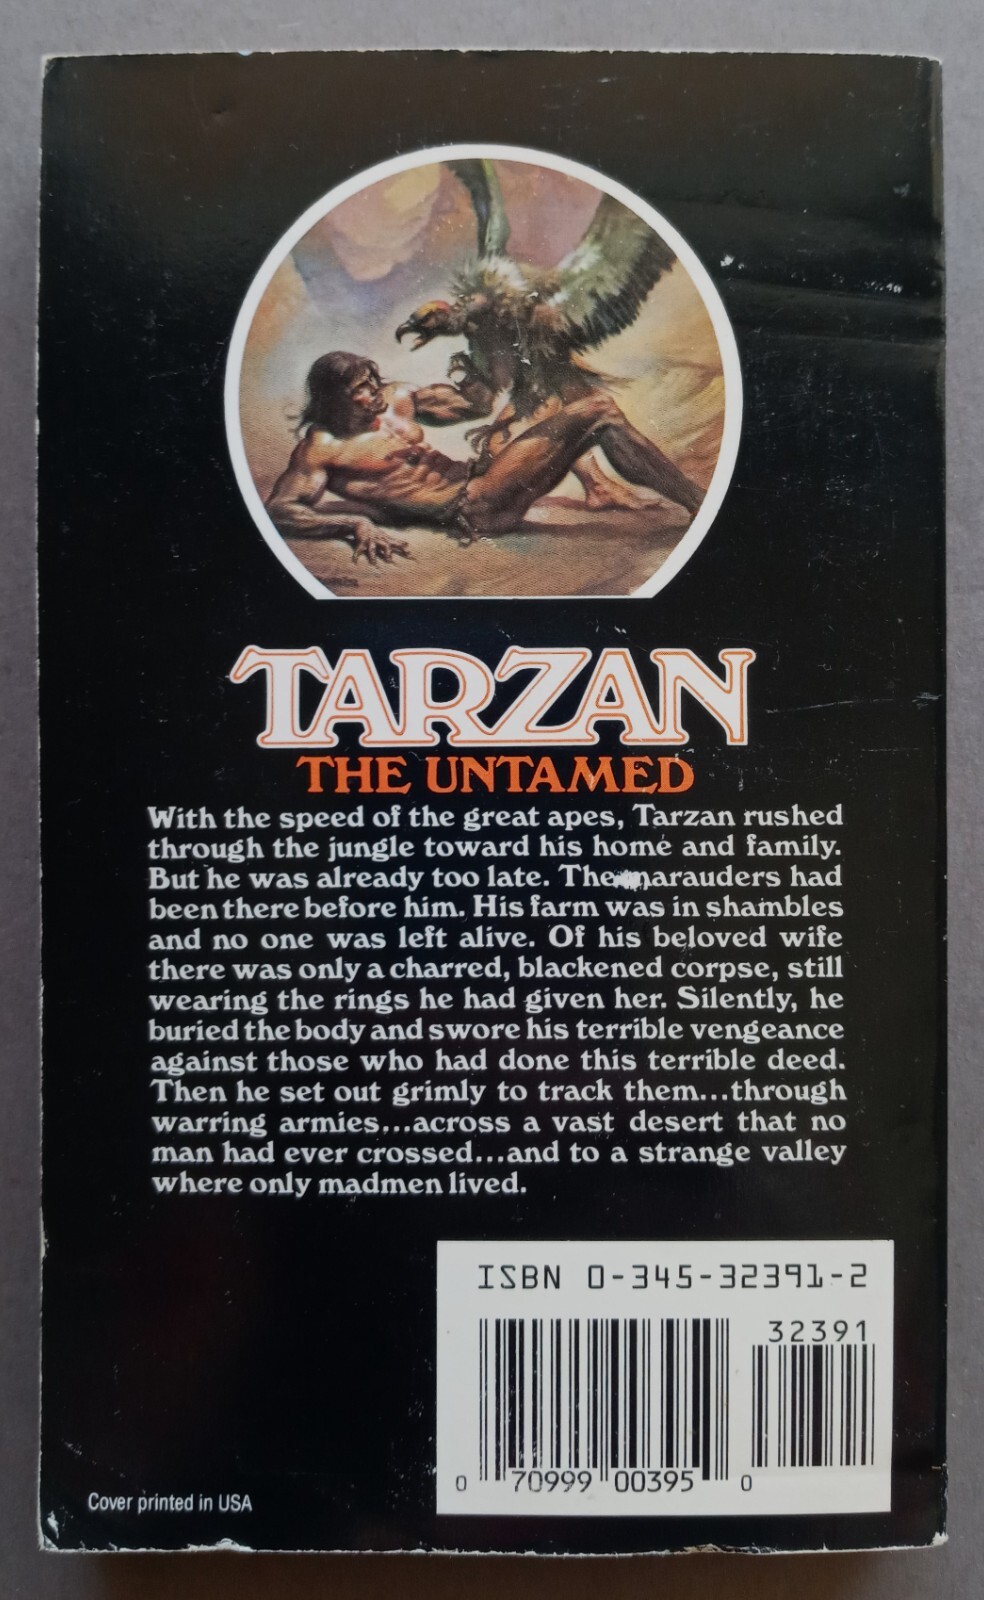 TARZAN
THE UNTAMED
With the speed of the great apes, Tarzan rushed
through the jungle toward his home and family.
But he was already too late. The marauders had
been there before him. His farm was in shambles
and no one was left alive. Of his beloved wife
there was only a charred, blackened corpse, still
wearing the rings he had given her. Silently, he
buried the body and swore his terrible vengeance
against those who had done this terrible deed.
Then he set out grimly to track them...through
warring armies...across a vast desert that no
man had ever crossed...and to a strange valley
where only madmen lived.
ISBN 0-345-32391-2
32391
0 70999 00395 0
Cover printed in USA